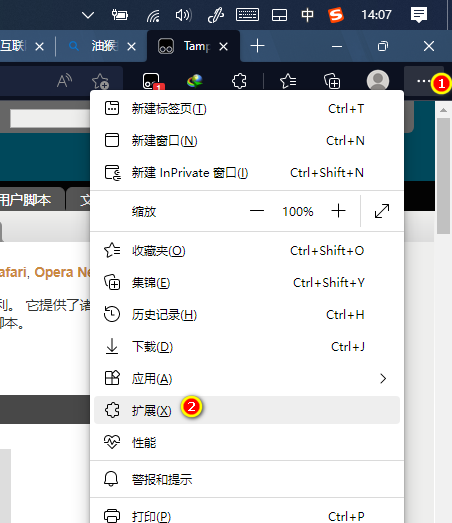 中 S 14:07
互联 油猴 Tamp
A 1 1
新建标签页(T) Ctrl+T
新建窗口(N) Ctrl+N
新建 InPrivate 窗口(I) Ctrl+Shift+N
用户脚本 文
缩放 100%
收藏夹(O) Ctrl+Shift+O
afari, Opera Ne
集锦(E) Ctrl+Shift+Y
利。 它提供了诸
历史记录(H) Ctrl+H
脚本。
下载(D) Ctrl+J
应用(A)
扩展(X) 2
性能
警报和提示
打印(P) Ctrl+P